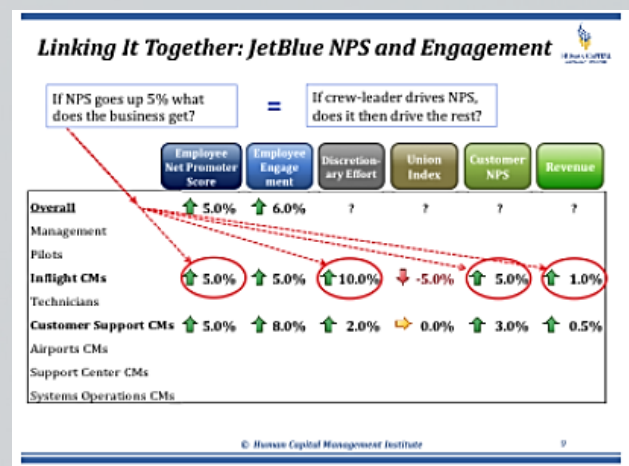 Linking It Together: JetBlue NPS and Engagement
HUMAN CAPITAL
If NPS goes up 5% what
does the business get?
=
If crew-leader drives NPS,
does it then drive the rest?
Employee
Net Promoter
Score
Employee
Engage
ment
Discretion-
ary Effort
Union
Index
Customer
NPS
Revenue
Overall 5.0% 6.0% ? ? ? ?
Management
Pilots
Inflight CMs 5.0% 5.0% 10.0% -5.0% 5.0% 1.0%
Technicians
Customer Support CMs 5.0% 8.0% 2.0% 0.0% 3.0% 0.5%
Airports CMs
Support Center CMs
Systems Operations CMs
© Human Capital Management Institute
9